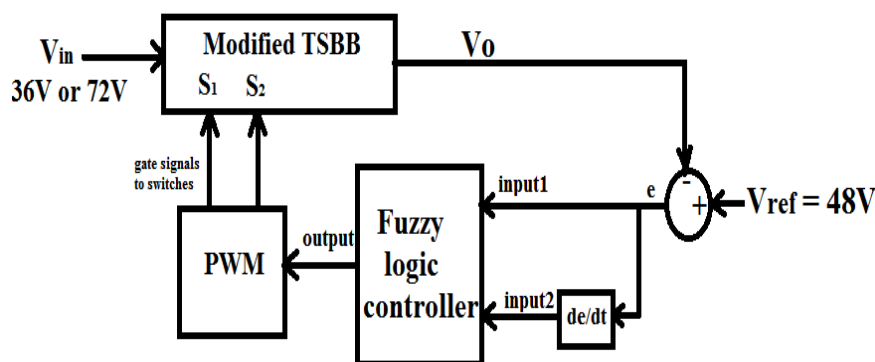 Vin
36V or 72V
Modified TSBB
S1 S2
Vo
gate signals
to switches
PWM
output
Fuzzy
logic
controller
input1
input2
de/dt
e
-
+
Vref = 48V